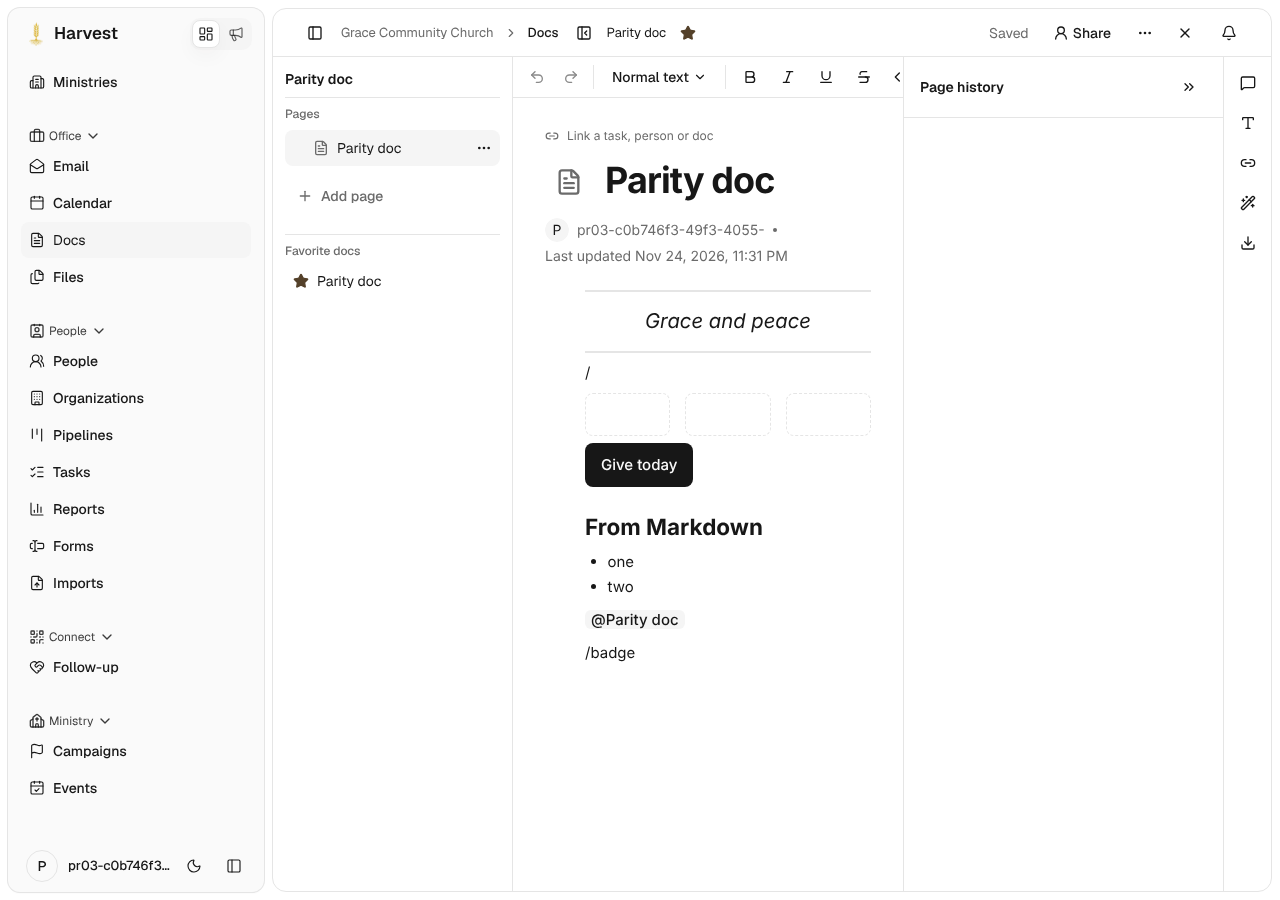 Harvest
Ministries
Office
Email
Calendar
Docs
Files
People
People
Organizations
Pipelines
Tasks
Reports
Forms
Imports
Connect
Follow-up
Ministry
Campaigns
Events
P pr03-c0b746f3...
Grace Community Church > Docs Parity doc
Saved Share
Parity doc
Pages
Parity doc
Add page
Favorite docs
Parity doc
Normal text B I U S
Link a task, person or doc
Parity doc
P pr03-c0b746f3-49f3-4055- •
Last updated Nov 24, 2026, 11:31 PM
Grace and peace
/
Give today
From Markdown
• one
• two
@Parity doc
/badge
Page history
T